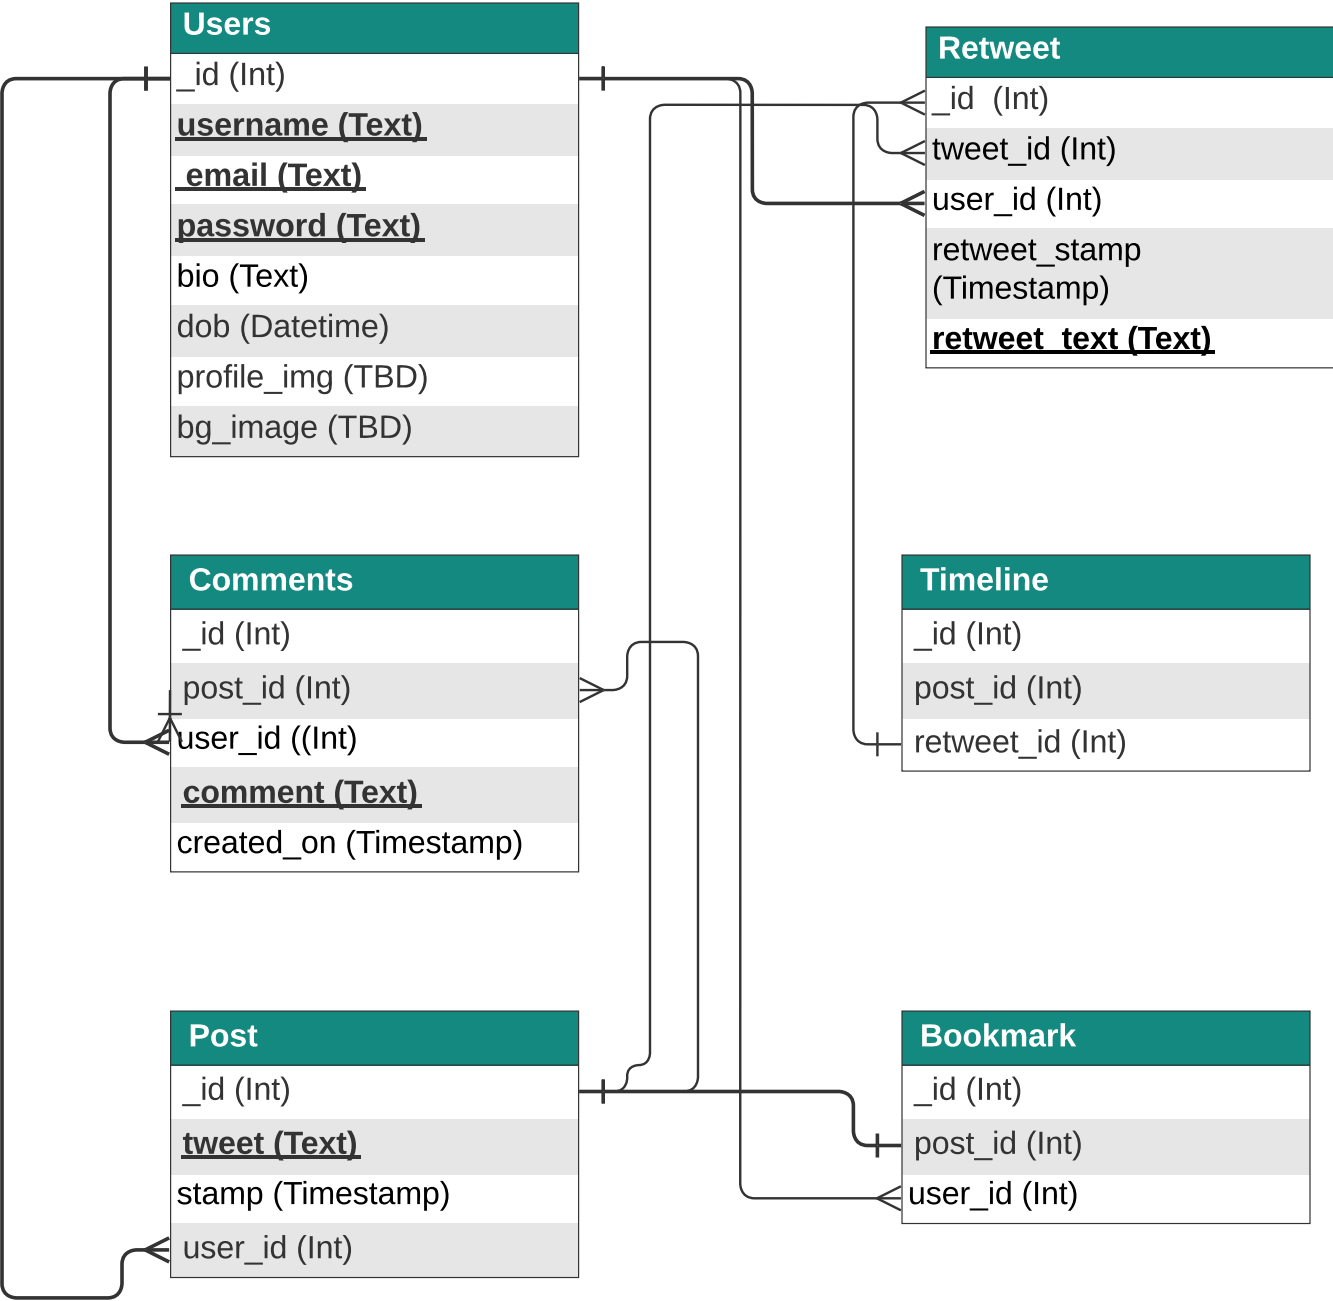 Users
_id (Int)
username (Text)
_email (Text)
password (Text)
bio (Text)
dob (Datetime)
profile_img (TBD)
bg_image (TBD)
Retweet
_id (Int)
tweet_id (Int)
user_id (Int)
retweet_stamp
(Timestamp)
retweet_text (Text)
Comments
_id (Int)
post_id (Int)
user_id ((Int)
comment (Text)
created_on (Timestamp)
Timeline
_id (Int)
post_id (Int)
retweet_id (Int)
Post
_id (Int)
tweet (Text)
stamp (Timestamp)
user_id (Int)
Bookmark
_id (Int)
post_id (Int)
user_id (Int)